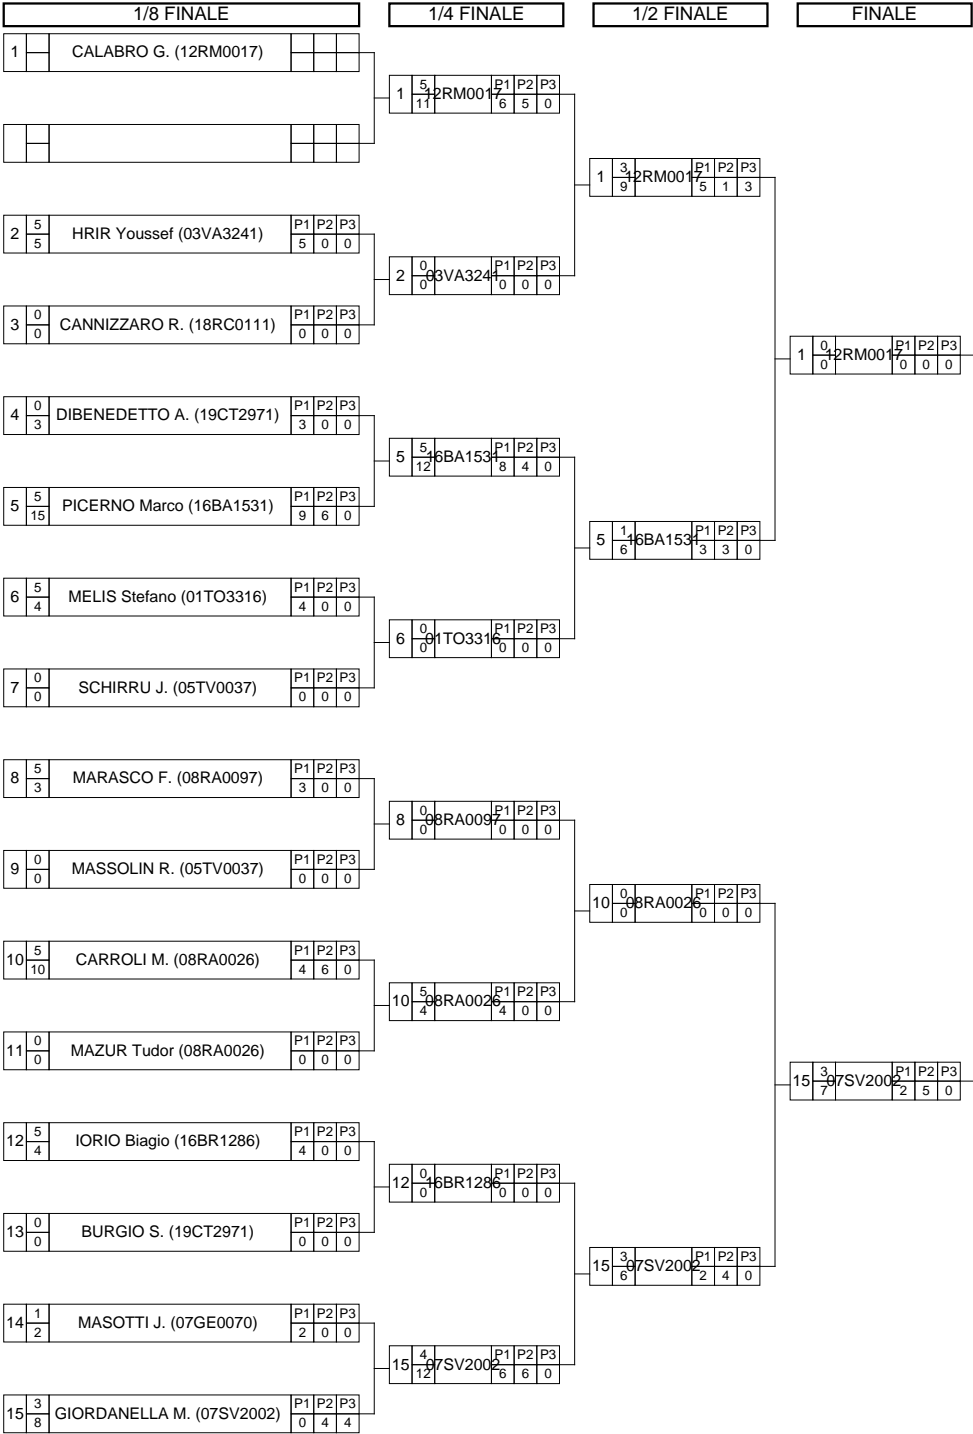 1/8 FINALE
1/4 FINALE
1/2 FINALE
FINALE
1 CALABRO G. (12RM0017)
2 5 5 HRIR Youssef (03VA3241) P1 P2 P3 5 0 0
3 0 0 CANNIZZARO R. (18RC0111) P1 P2 P3 0 0 0
4 0 3 DIBENEDETTO A. (19CT2971) P1 P2 P3 3 0 0
5 5 15 PICERNO Marco (16BA1531) P1 P2 P3 9 6 0
6 5 4 MELIS Stefano (01TO3316) P1 P2 P3 4 0 0
7 0 0 SCHIRRU J. (05TV0037) P1 P2 P3 0 0 0
8 5 3 MARASCO F. (08RA0097) P1 P2 P3 3 0 0
9 0 0 MASSOLIN R. (05TV0037) P1 P2 P3 0 0 0
10 5 10 CARROLI M. (08RA0026) P1 P2 P3 4 6 0
11 0 0 MAZUR Tudor (08RA0026) P1 P2 P3 0 0 0
12 5 4 IORIO Biagio (16BR1286) P1 P2 P3 4 0 0
13 0 0 BURGIO S. (19CT2971) P1 P2 P3 0 0 0
14 1 2 MASOTTI J. (07GE0070) P1 P2 P3 2 0 0
15 3 8 GIORDANELLA M. (07SV2002) P1 P2 P3 0 4 4
1 5 11 12RM0017 P1 P2 P3 6 5 0
2 0 0 03VA3241 P1 P2 P3 0 0 0
5 5 12 16BA1531 P1 P2 P3 8 4 0
6 0 0 01TO3316 P1 P2 P3 0 0 0
8 0 0 08RA0097 P1 P2 P3 0 0 0
10 5 4 08RA0026 P1 P2 P3 4 0 0
12 0 0 16BR1286 P1 P2 P3 0 0 0
15 4 12 07SV2002 P1 P2 P3 6 6 0
1 3 9 12RM0017 P1 P2 P3 5 1 3
5 1 6 16BA1531 P1 P2 P3 3 3 0
10 0 0 08RA0026 P1 P2 P3 0 0 0
15 3 6 07SV2002 P1 P2 P3 2 4 0
1 0 0 12RM0017 P1 P2 P3 0 0 0
15 3 7 07SV2002 P1 P2 P3 2 5 0